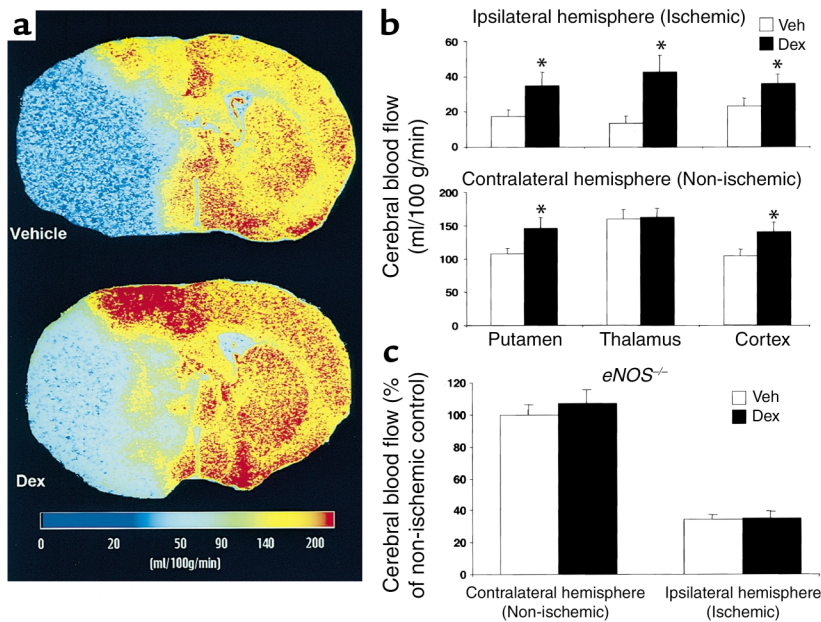 a
Vehicle
Dex
0 20 50 90 140 200
(ml/100g/min)
b
Ipsilateral hemisphere (Ischemic)
Veh
Dex
60
40
20
0
* * *
Cerebral blood flow
(ml/100 g/min)
Contralateral hemisphere (Non-ischemic)
200
150
100
50
0
* *
Putamen Thalamus Cortex
c
eNOS–/–
Veh
Dex
Cerebral blood flow (%
of non-ischemic control)
120
100
80
60
40
20
0
Contralateral hemisphere
(Non-ischemic)
Ipsilateral hemisphere
(Ischemic)